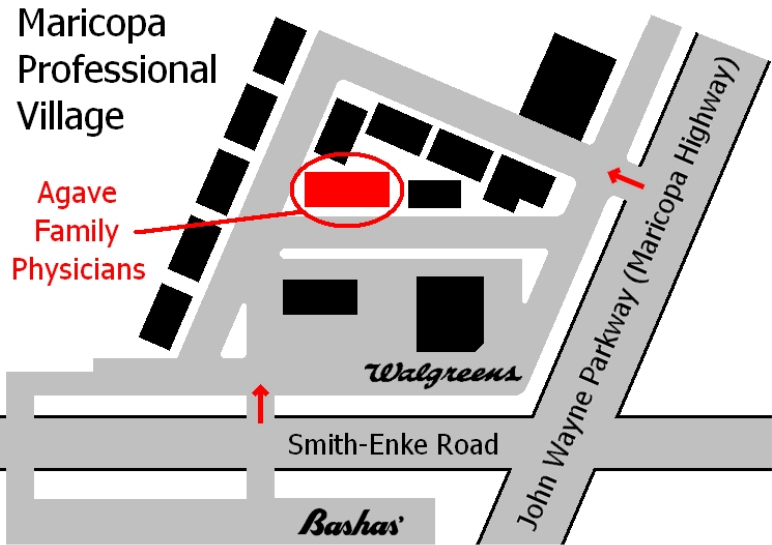 Maricopa
Professional
Village
Agave
Family
Physicians
John Wayne Parkway (Maricopa Highway)
Walgreens
Smith-Enke Road
Bashas'